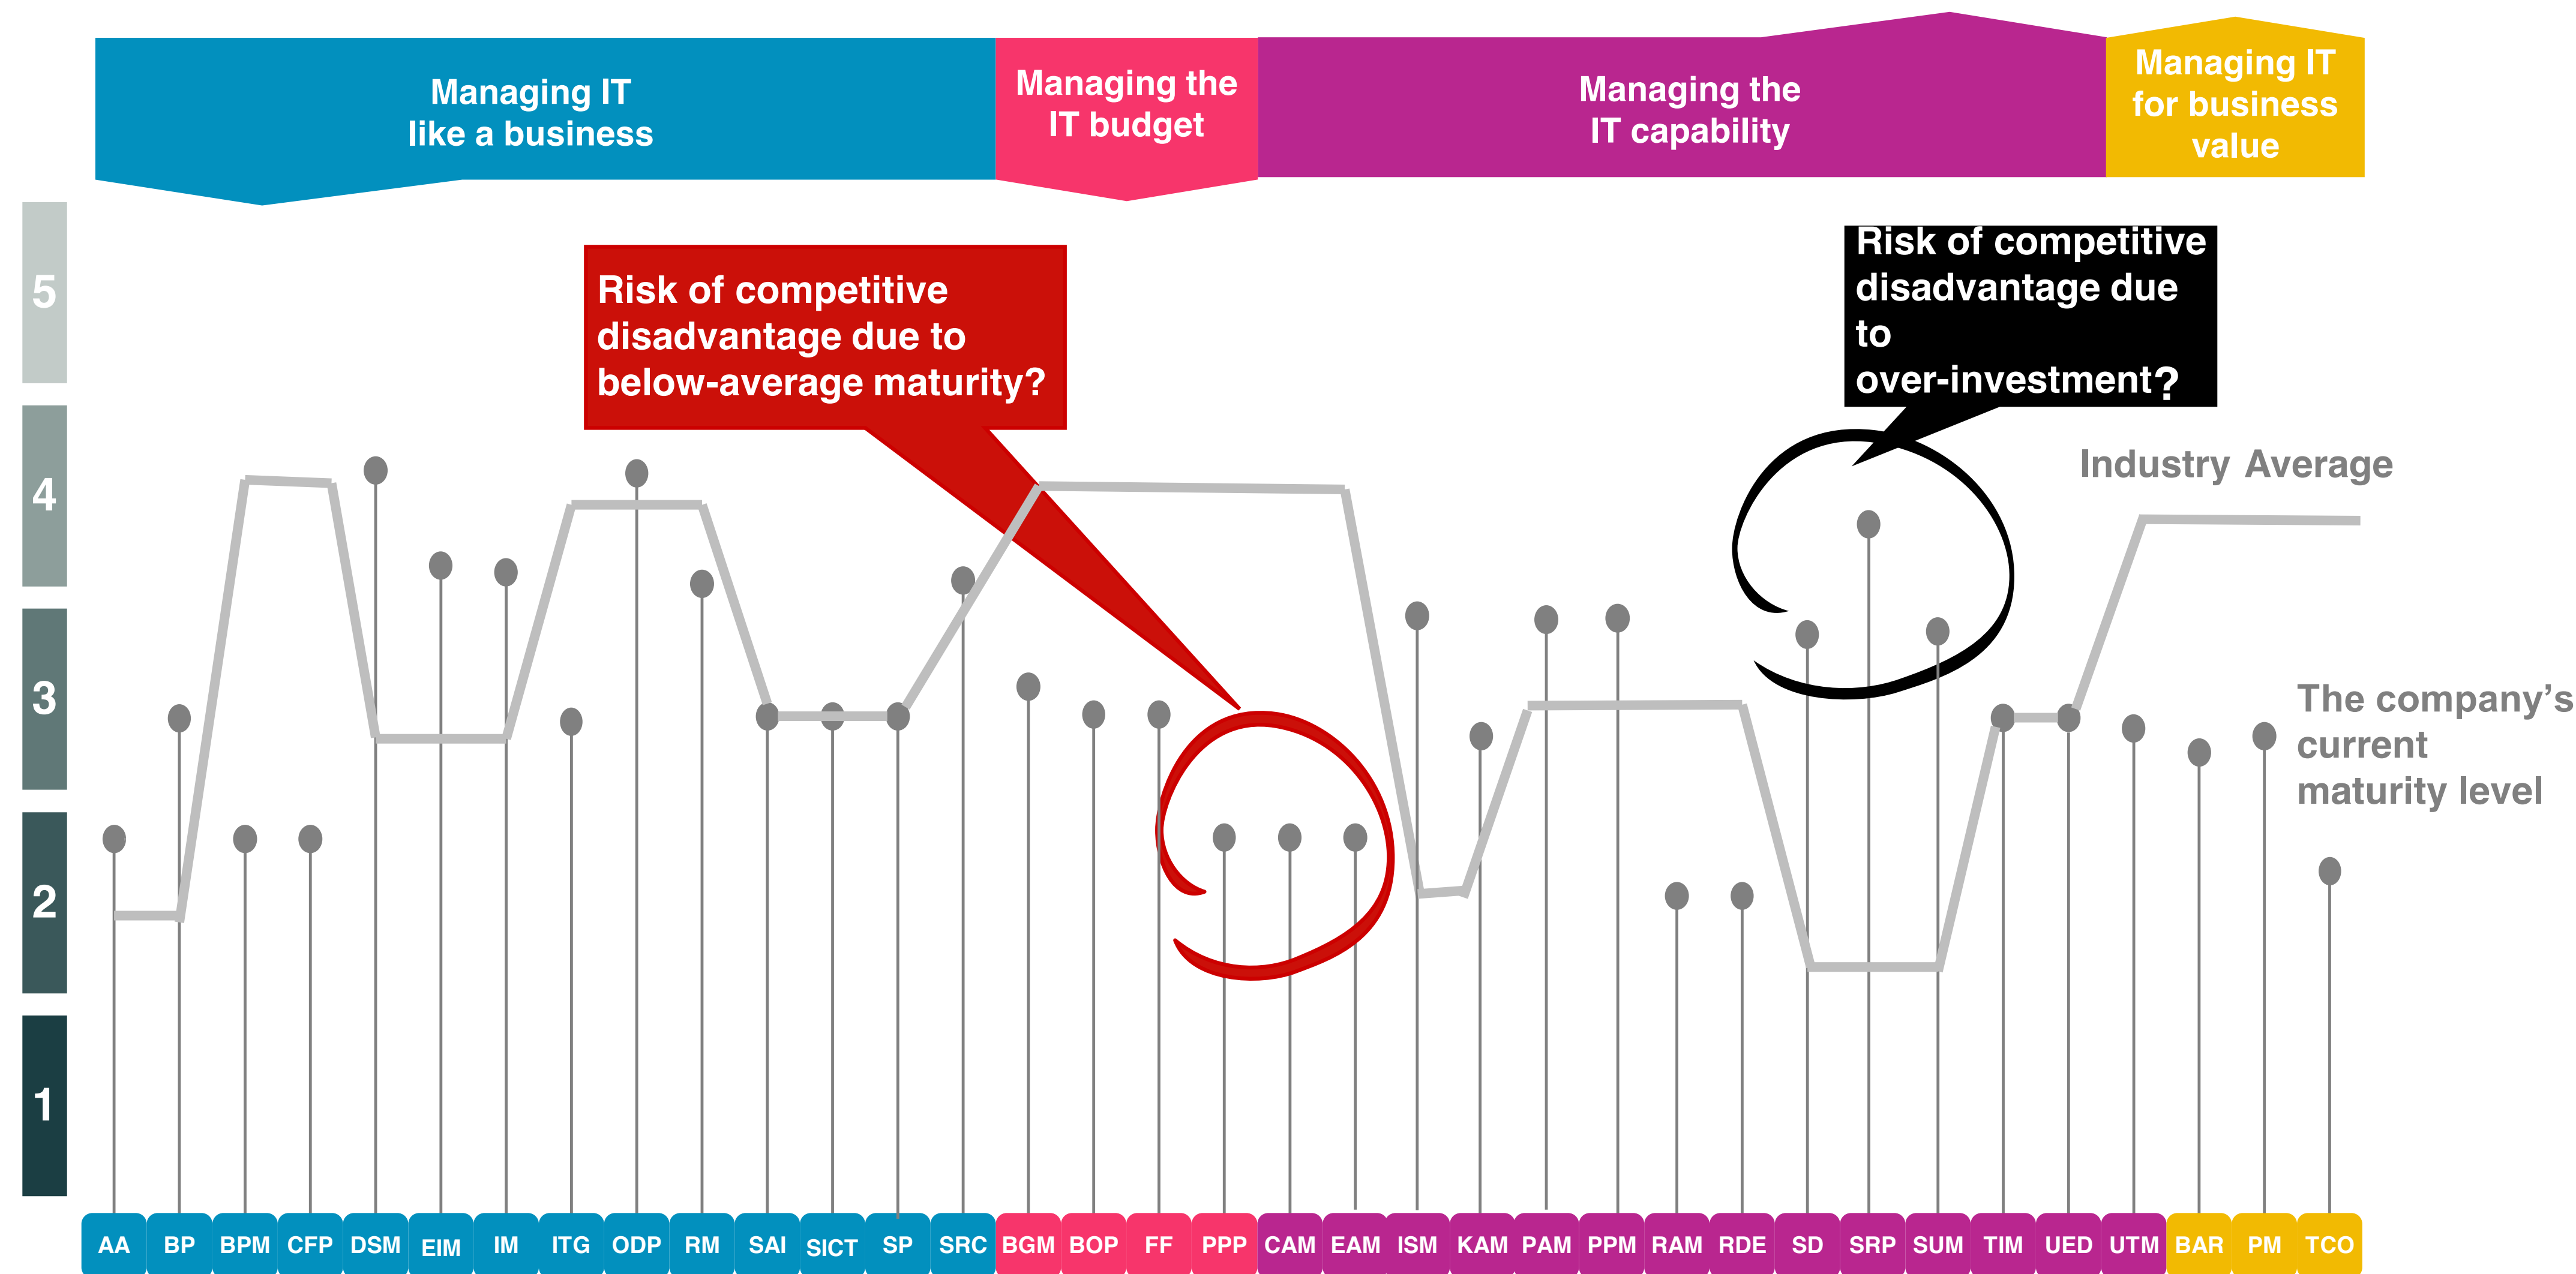 Managing IT
like a business
Managing the
IT budget
Managing the
IT capability
Managing IT
for business
value
5
4
3
2
1
Risk of competitive
disadvantage due to
below-average maturity?
Risk of competitive
disadvantage due
to
over-investment?
Industry Average
The company’s
current
maturity level
AA BP BPM CFP DSM EIM IM ITG ODP RM SAI SICT SP SRC BGM BOP FF PPP CAM EAM ISM KAM PAM PPM RAM RDE SD SRP SUM TIM UED UTM BAR PM TCO